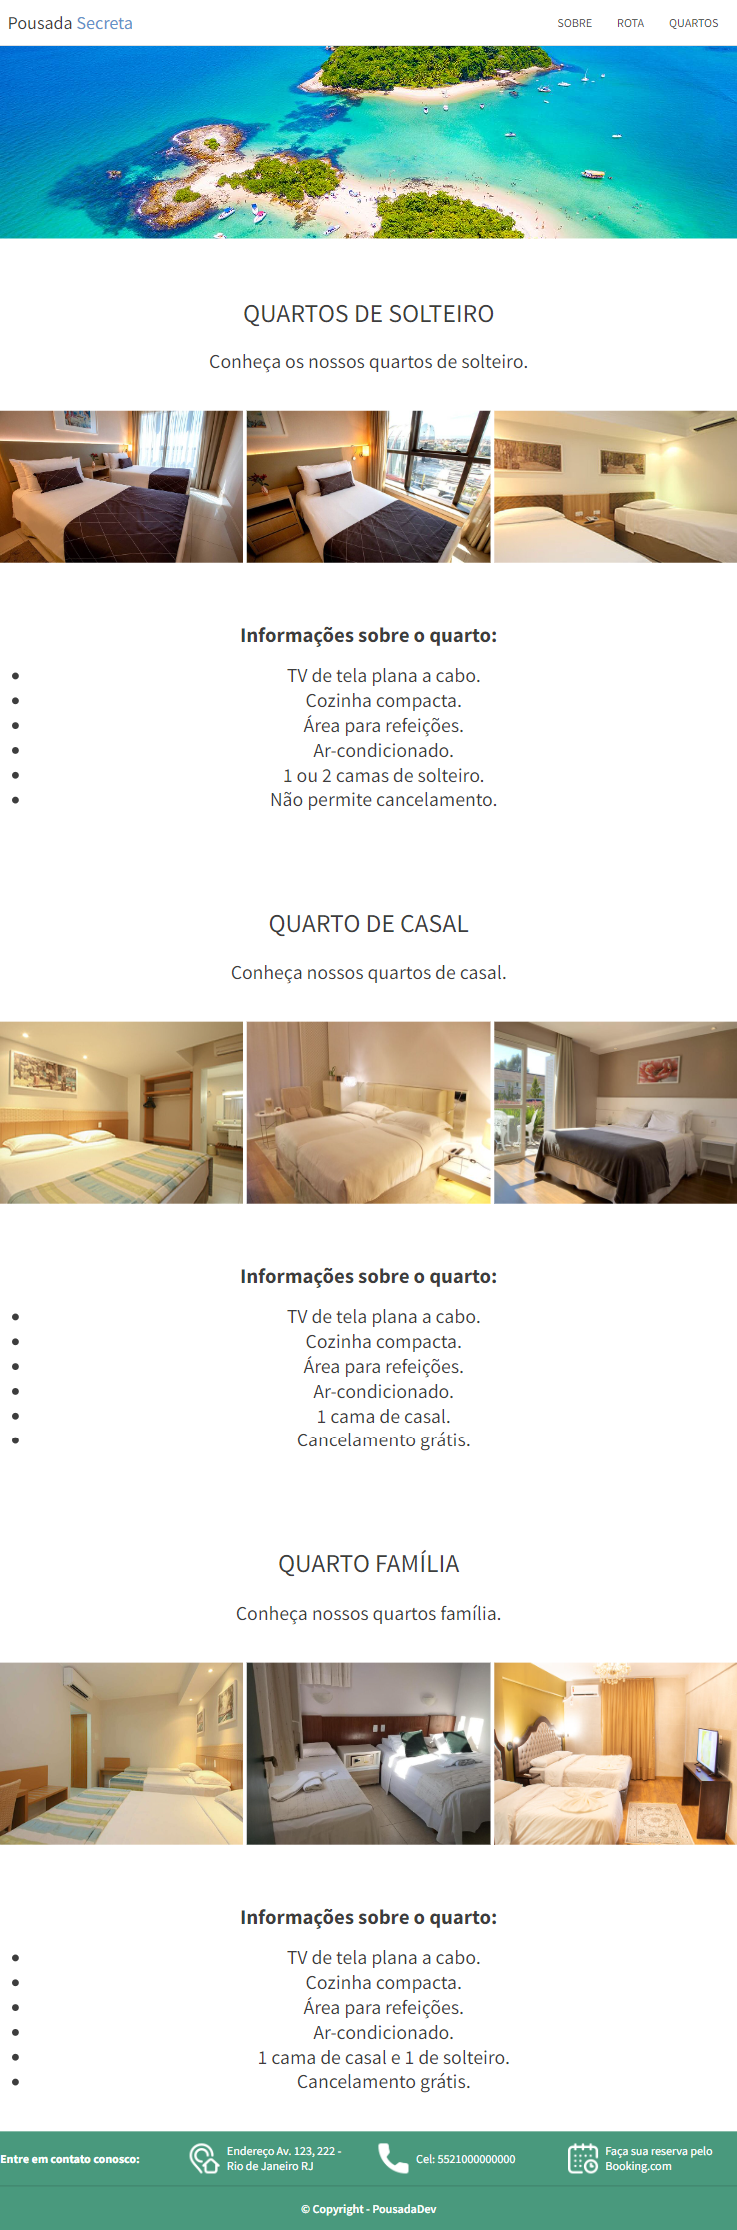 Pousada Secreta
SOBRE ROTA QUARTOS
QUARTOS DE SOLTEIRO
Conheça os nossos quartos de solteiro.
Informações sobre o quarto:
TV de tela plana a cabo.
Cozinha compacta.
Área para refeições.
Ar-condicionado.
1 ou 2 camas de solteiro.
Não permite cancelamento.
QUARTO DE CASAL
Conheça nossos quartos de casal.
Informações sobre o quarto:
TV de tela plana a cabo.
Cozinha compacta.
Área para refeições.
Ar-condicionado.
1 cama de casal.
Cancelamento grátis.
QUARTO FAMÍLIA
Conheça nossos quartos família.
Informações sobre o quarto:
TV de tela plana a cabo.
Cozinha compacta.
Área para refeições.
Ar-condicionado.
1 cama de casal e 1 de solteiro.
Cancelamento grátis.
Entre em contato conosco:
Endereço Av. 123, 222 -
Rio de Janeiro RJ
Cel: 5521000000000
Faça sua reserva pelo
Booking.com
© Copyright - PousadaDev